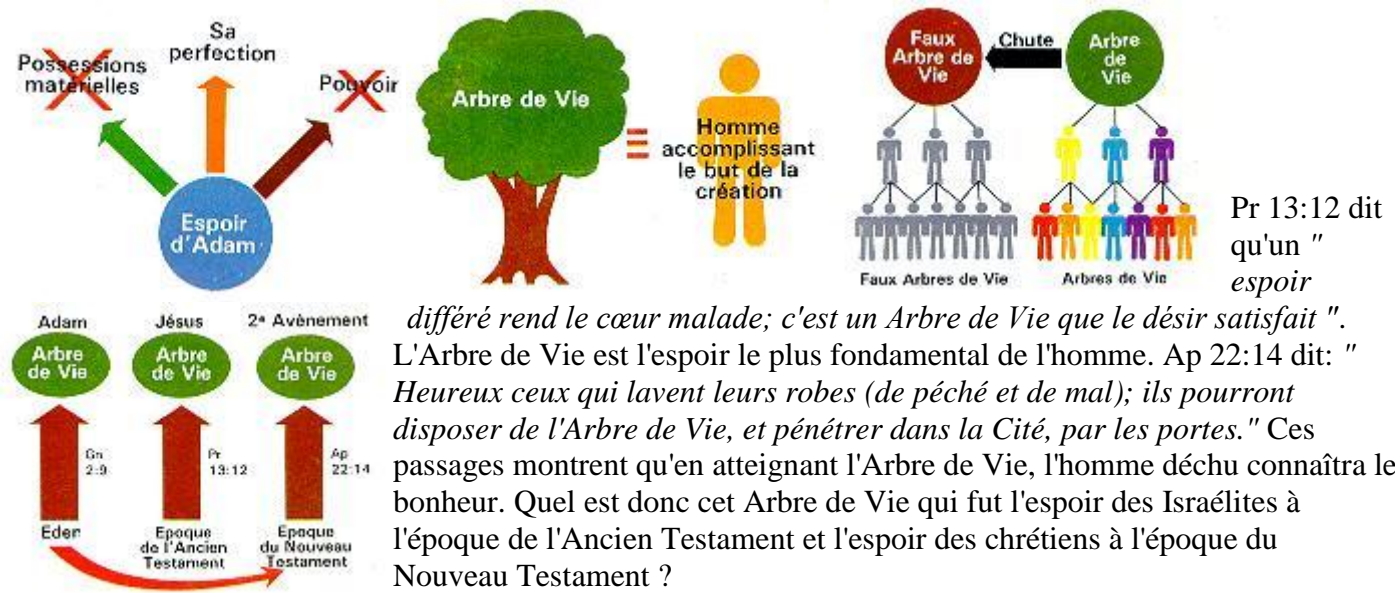 Possessions
matérielles
Sa
perfection
Pouvoir
Espoir
d'Adam
Arbre de Vie
Homme
accomplissant
le but de la
création
Faux
Arbre de
Vie
Chute
Arbre
de
Vie
Faux Arbres de Vie
Arbres de Vie
Pr 13:12 dit
qu'un "
espoir
différé rend le cœur malade; c'est un Arbre de Vie que le désir satisfait ".
Adam
Arbre
de Vie
Gn
2:9
Eden
Jésus
Arbre
de Vie
Pr
13:12
Epoque
de l'Ancien
Testament
2e Avènement
Arbre
de Vie
Ap
22:14
Epoque
du Nouveau
Testament
L'Arbre de Vie est l'espoir le plus fondamental de l'homme. Ap 22:14 dit: "
Heureux ceux qui lavent leurs robes (de péché et de mal); ils pourront
disposer de l'Arbre de Vie, et pénétrer dans la Cité, par les portes." Ces
passages montrent qu'en atteignant l'Arbre de Vie, l'homme déchu connaîtra le
bonheur. Quel est donc cet Arbre de Vie qui fut l'espoir des Israélites à
l'époque de l'Ancien Testament et l'espoir des chrétiens à l'époque du
Nouveau Testament ?